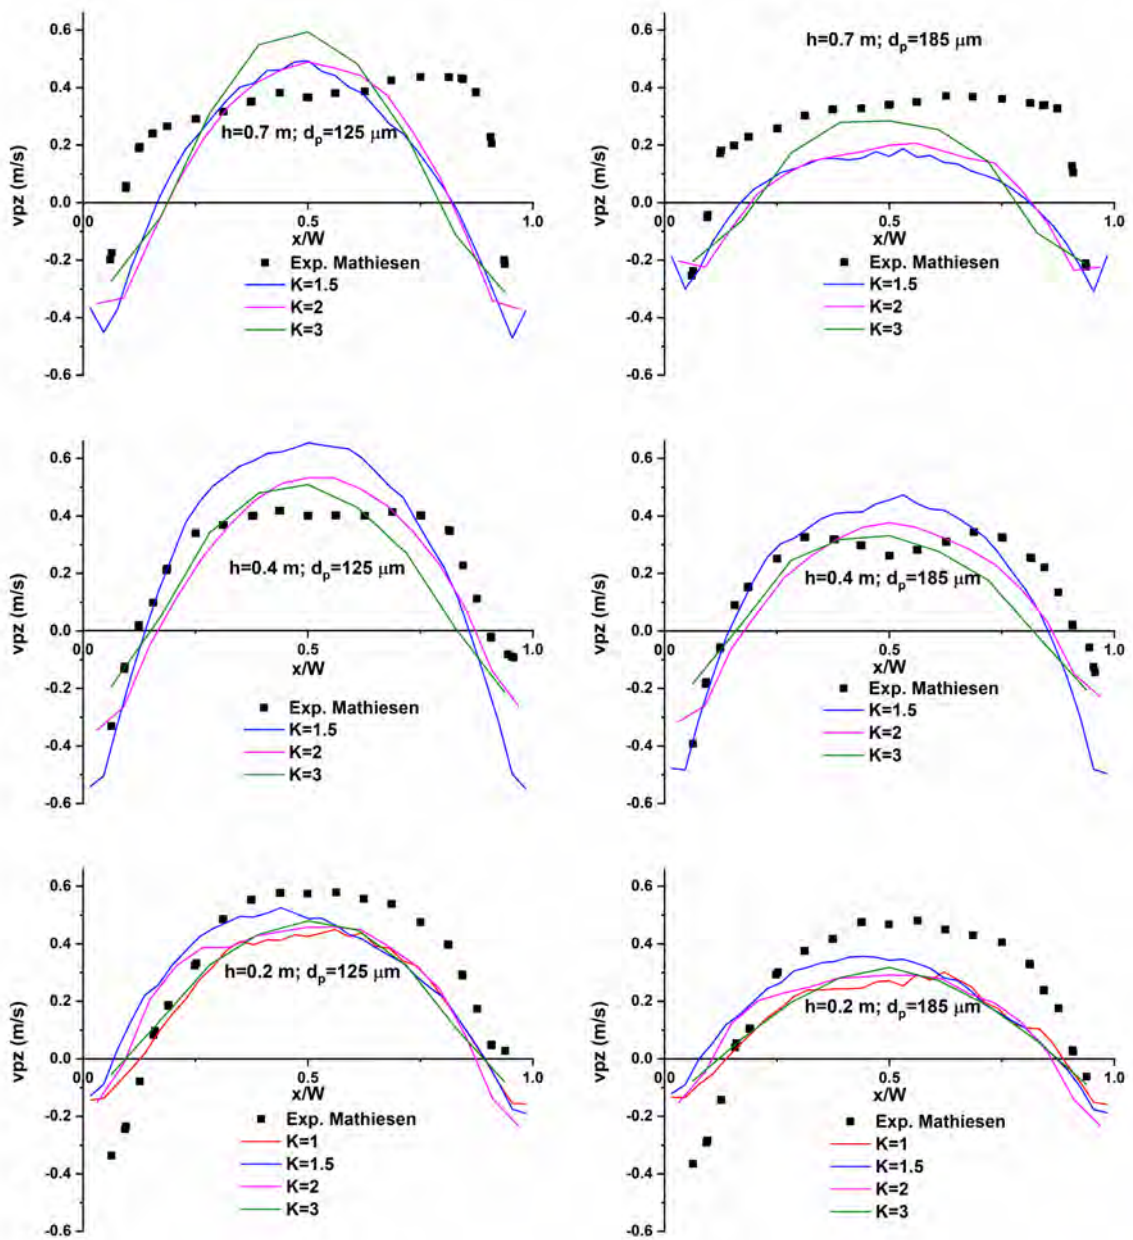 0.6
h=0.7 m; dp=125 μm
0.4
0.2
0.0
0.0
0.5
1.0
x/W
-0.2
-0.4
-0.6
vpz (m/s)
Exp. Mathiesen
K=1.5
K=2
K=3
0.6
h=0.7 m; dp=185 μm
0.4
0.2
0.0
0.0
0.5
1.0
x/W
-0.2
-0.4
-0.6
vpz (m/s)
Exp. Mathiesen
K=1.5
K=2
K=3
0.6
0.4
h=0.4 m; dp=125 μm
0.2
0.0
0.0
0.5
1.0
x/W
-0.2
-0.4
-0.6
vpz (m/s)
Exp. Mathiesen
K=1.5
K=2
K=3
0.6
0.4
h=0.4 m; dp=185 μm
0.2
0.0
0.0
0.5
1.0
x/W
-0.2
-0.4
-0.6
vpz (m/s)
Exp. Mathiesen
K=1.5
K=2
K=3
0.6
0.4
h=0.2 m; dp=125 μm
0.2
0.0
0.0
0.5
1.0
x/W
-0.2
-0.4
-0.6
vpz (m/s)
Exp. Mathiesen
K=1
K=1.5
K=2
K=3
0.6
0.4
h=0.2 m; dp=185 μm
0.2
0.0
0.0
0.5
1.0
x/W
-0.2
-0.4
-0.6
vpz (m/s)
Exp. Mathiesen
K=1
K=1.5
K=2
K=3